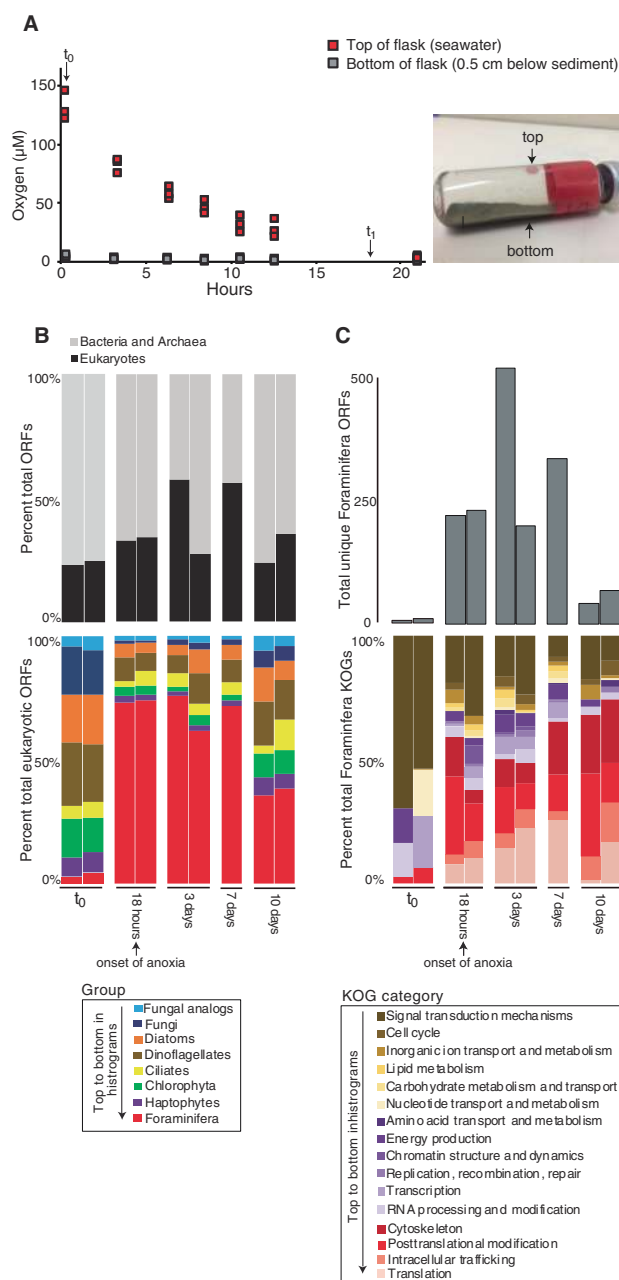 A
t0
Top of flask (seawater)
Bottom of flask (0.5 cm below sediment)
150
100
50
0
Oxygen (μM)
t1
0
5
10
15
20
Hours
top
bottom
B
Bacteria and Archaea
Eukaryotes
100%
50%
0%
Percent total ORFs
100%
50%
0%
Percent total eukaryotic ORFs
t0
18 hours
3 days
7 days
10 days
onset of anoxia
Group
Top to bottom in
histrograms
Fungal analogs
Fungi
Diatoms
Dinoflagellates
Ciliates
Chlorophyta
Haptophytes
Foraminifera
C
500
250
0
Total unique Foraminifera ORFs
100%
50%
0%
Percent total Foraminfera KOGs
t0
18 hours
3 days
7 days
10 days
onset of anoxia
KOG category
Top to bottom inhistrograms
Signal transduction mechanisms
Cell cycle
Inorganic ion transport and metabolism
Lipid metabolism
Carbohydrate metabolism and transport
Nucleotide transport and metabolism
Amino acid transport and metabolism
Energy production
Chromatin structure and dynamics
Replication, recombination, repair
Transcription
RNA processing and modification
Cytoskeleton
Posttranslational modification
Intracellular trafficking
Translation